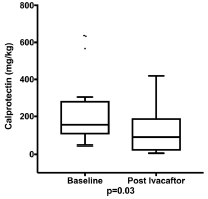 800
600
400
200
0
Calprotectin (mg/kg)
Baseline Post Ivacaftor
p=0.03